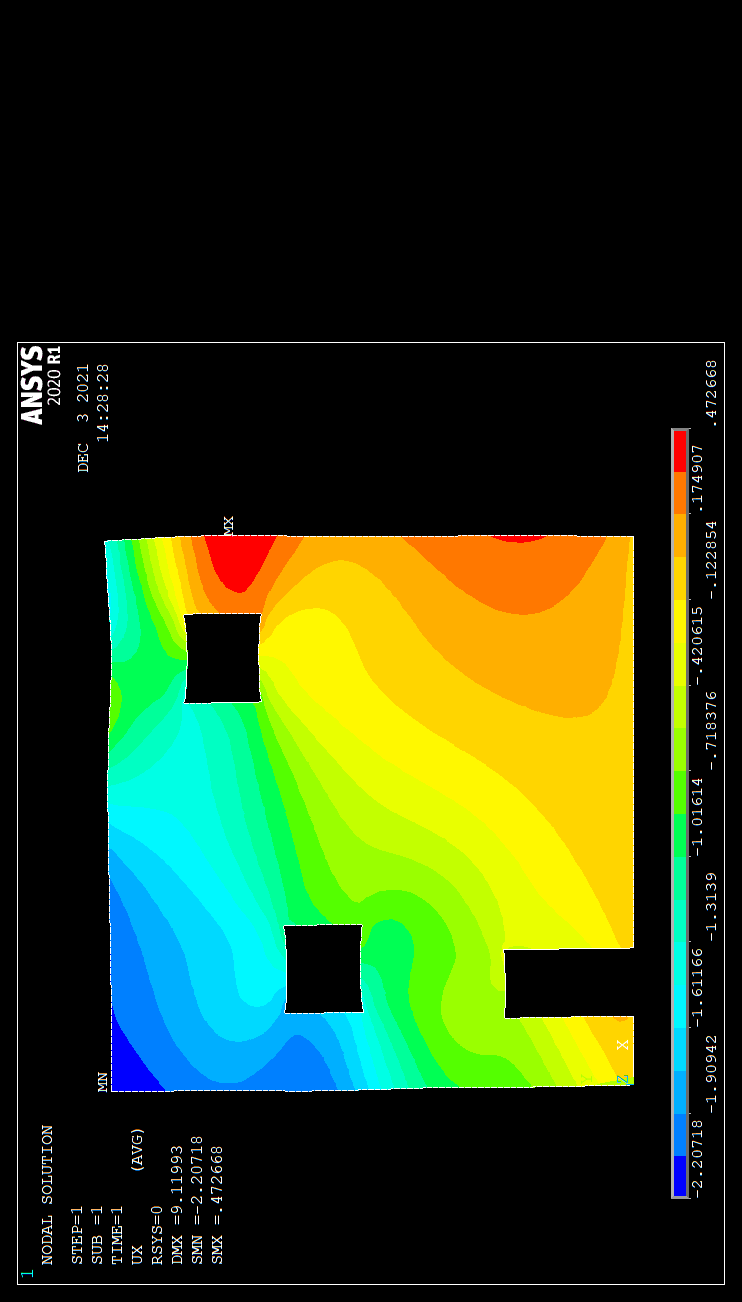 1
NODAL SOLUTION
STEP=1
SUB =1
TIME=1
UX (AVG)
RSYS=0
DMX =9.11993
SMN =-2.20718
SMX =.472668
ANSYS
2020 R1
DEC 3 2021
14:28:28
MN
MX
Z X
-2.20718
-1.90942
-1.61166
-1.3139
-1.01614
-.718376
-.420615
-.122854
.174907
.472668